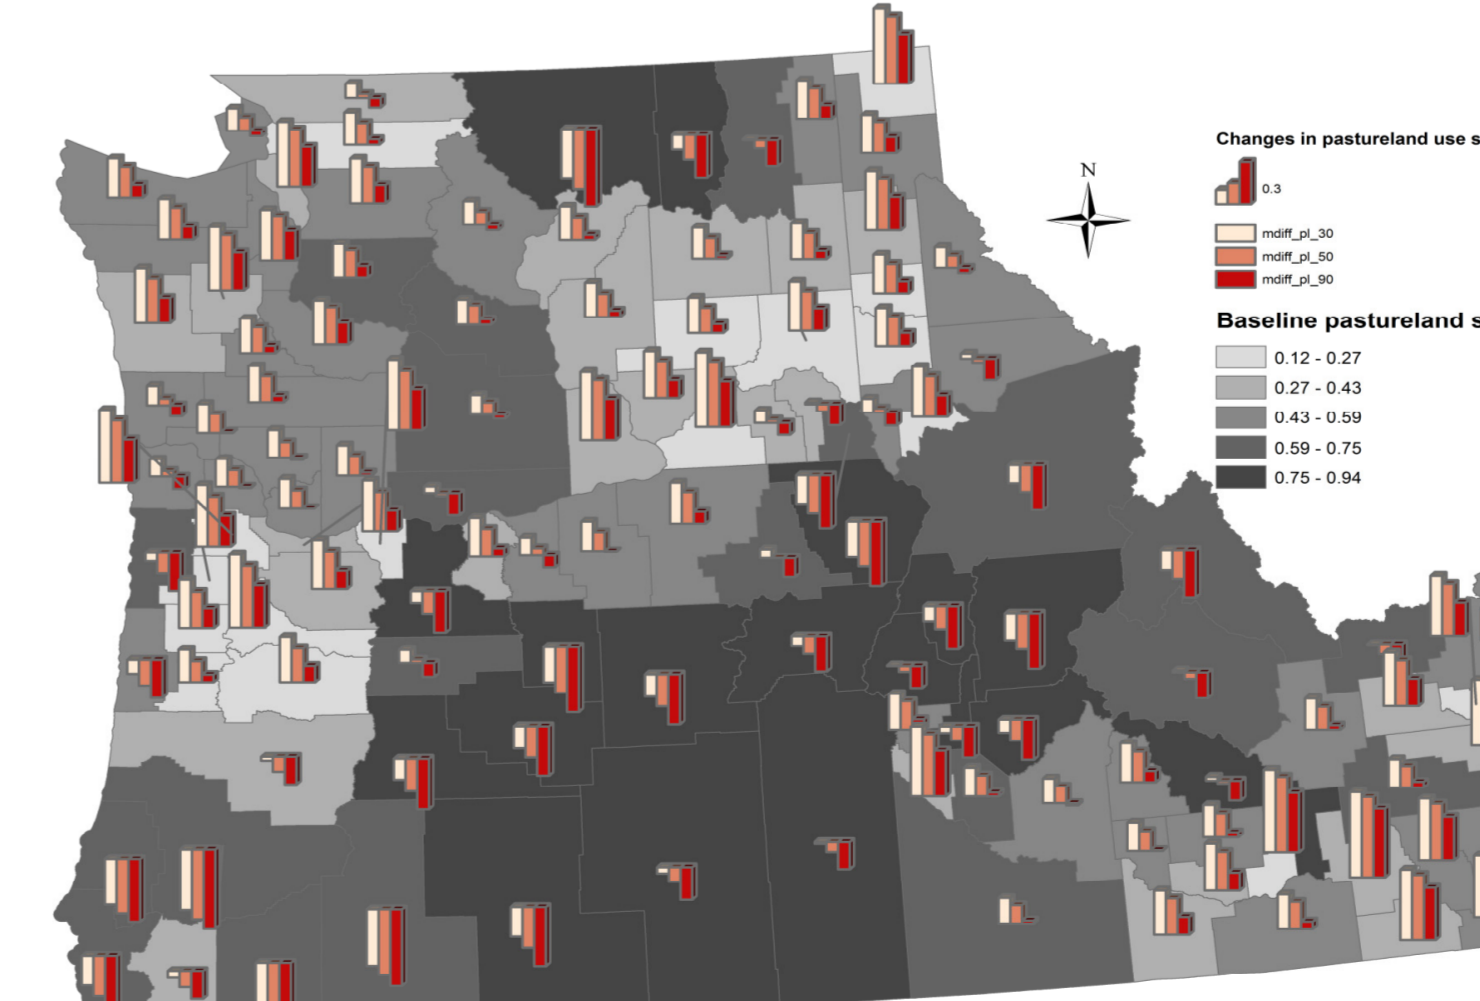 N
Changes in pastureland use s
0.3
mdiff_pl_30
mdiff_pl_50
mdiff_pl_90
Baseline pastureland s
0.12 - 0.27
0.27 - 0.43
0.43 - 0.59
0.59 - 0.75
0.75 - 0.94